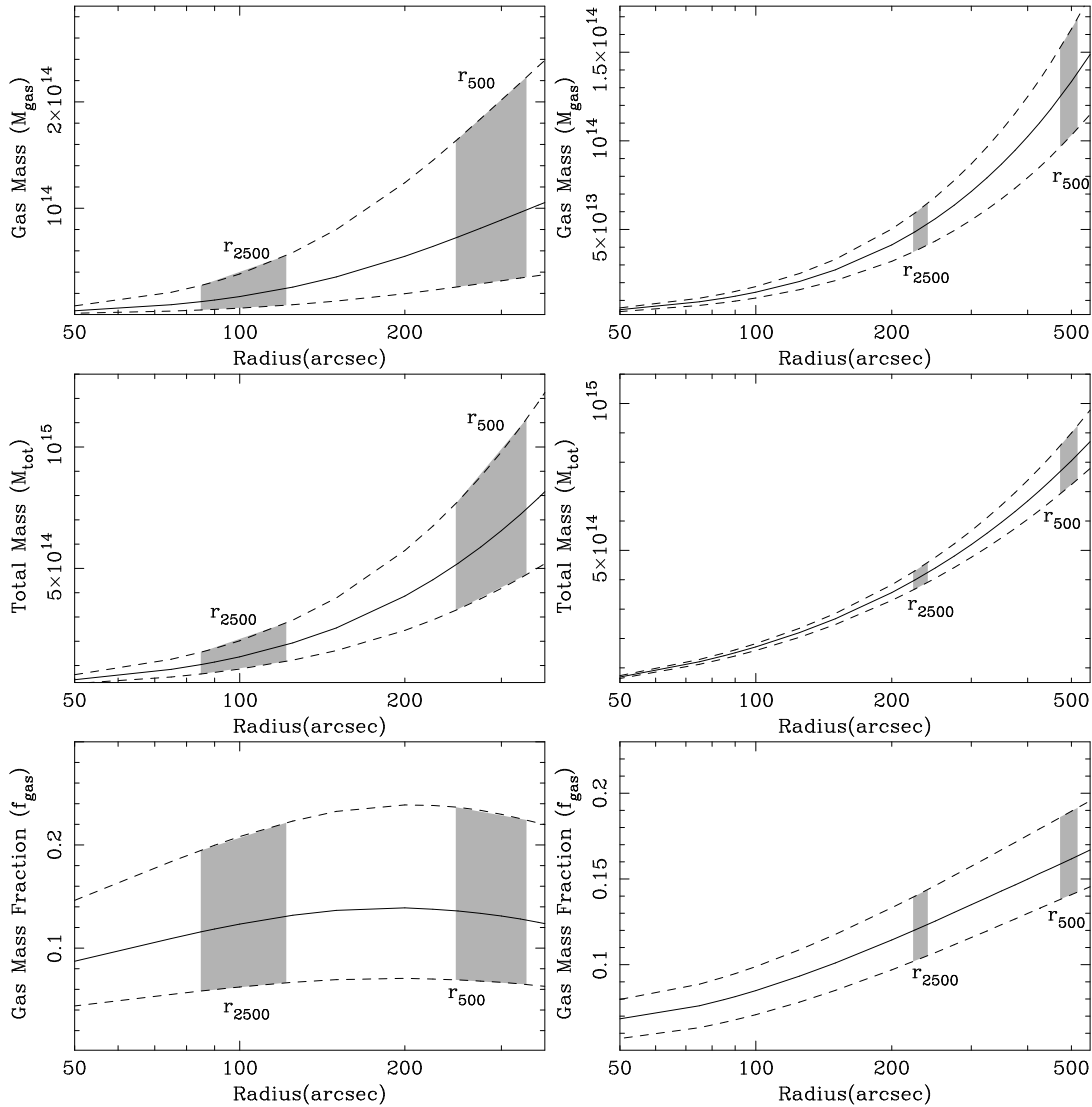 Gas Mass (M_gas)
2×10^14
10^14
r_500
r_2500
50
100
200
Radius(arcsec)
Gas Mass (M_gas)
1.5×10^14
10^14
5×10^13
r_500
r_2500
50
100
200
500
Radius(arcsec)
Total Mass (M_tot)
10^15
5×10^14
r_500
r_2500
50
100
200
Radius(arcsec)
Total Mass (M_tot)
10^15
5×10^14
r_500
r_2500
50
100
200
500
Radius(arcsec)
Gas Mass Fraction (f_gas)
0.2
0.1
r_2500
r_500
50
100
200
Radius(arcsec)
Gas Mass Fraction (f_gas)
0.2
0.15
0.1
r_500
r_2500
50
100
200
500
Radius(arcsec)